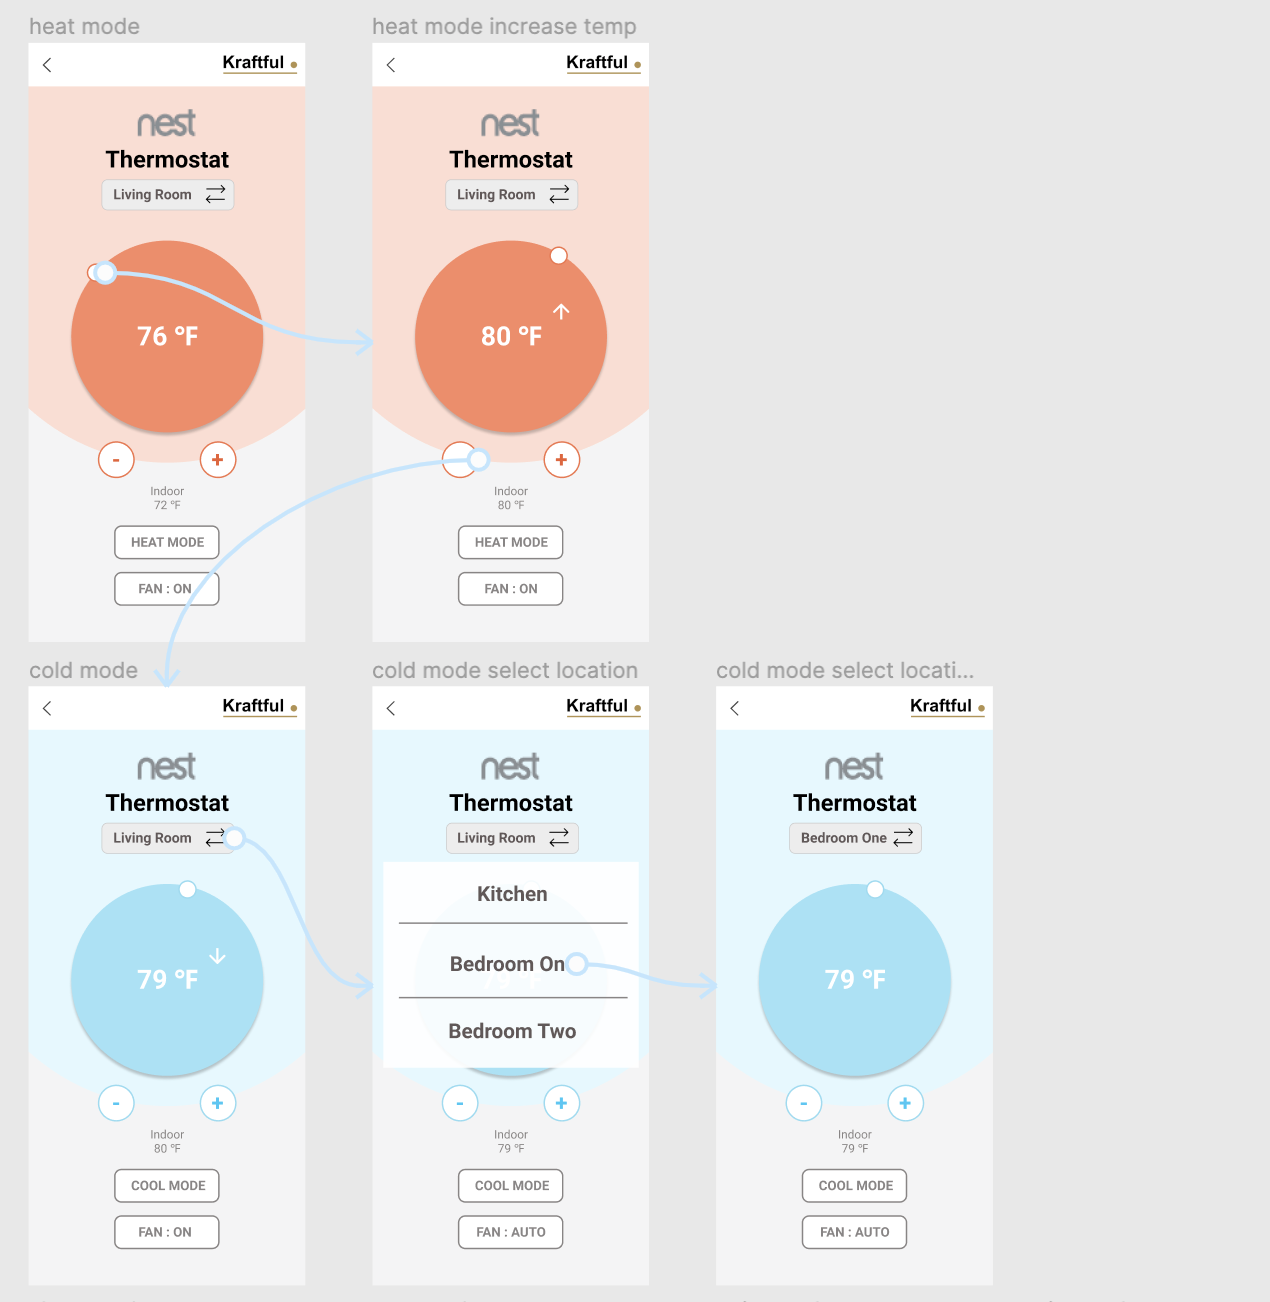 heat mode
Kraftful
nest
Thermostat
Living Room
76 °F
-
+
Indoor
72 °F
HEAT MODE
FAN : ON
heat mode increase temp
Kraftful
nest
Thermostat
Living Room
80 °F
+
Indoor
80 °F
HEAT MODE
FAN : ON
cold mode
Kraftful
nest
Thermostat
Living Room
79 °F
-
+
Indoor
80 °F
COOL MODE
FAN : ON
cold mode select location
Kraftful
nest
Thermostat
Living Room
Kitchen
Bedroom On
Bedroom Two
-
+
Indoor
79 °F
COOL MODE
FAN : AUTO
cold mode select locati...
Kraftful
nest
Thermostat
Bedroom One
79 °F
-
+
Indoor
79 °F
COOL MODE
FAN : AUTO